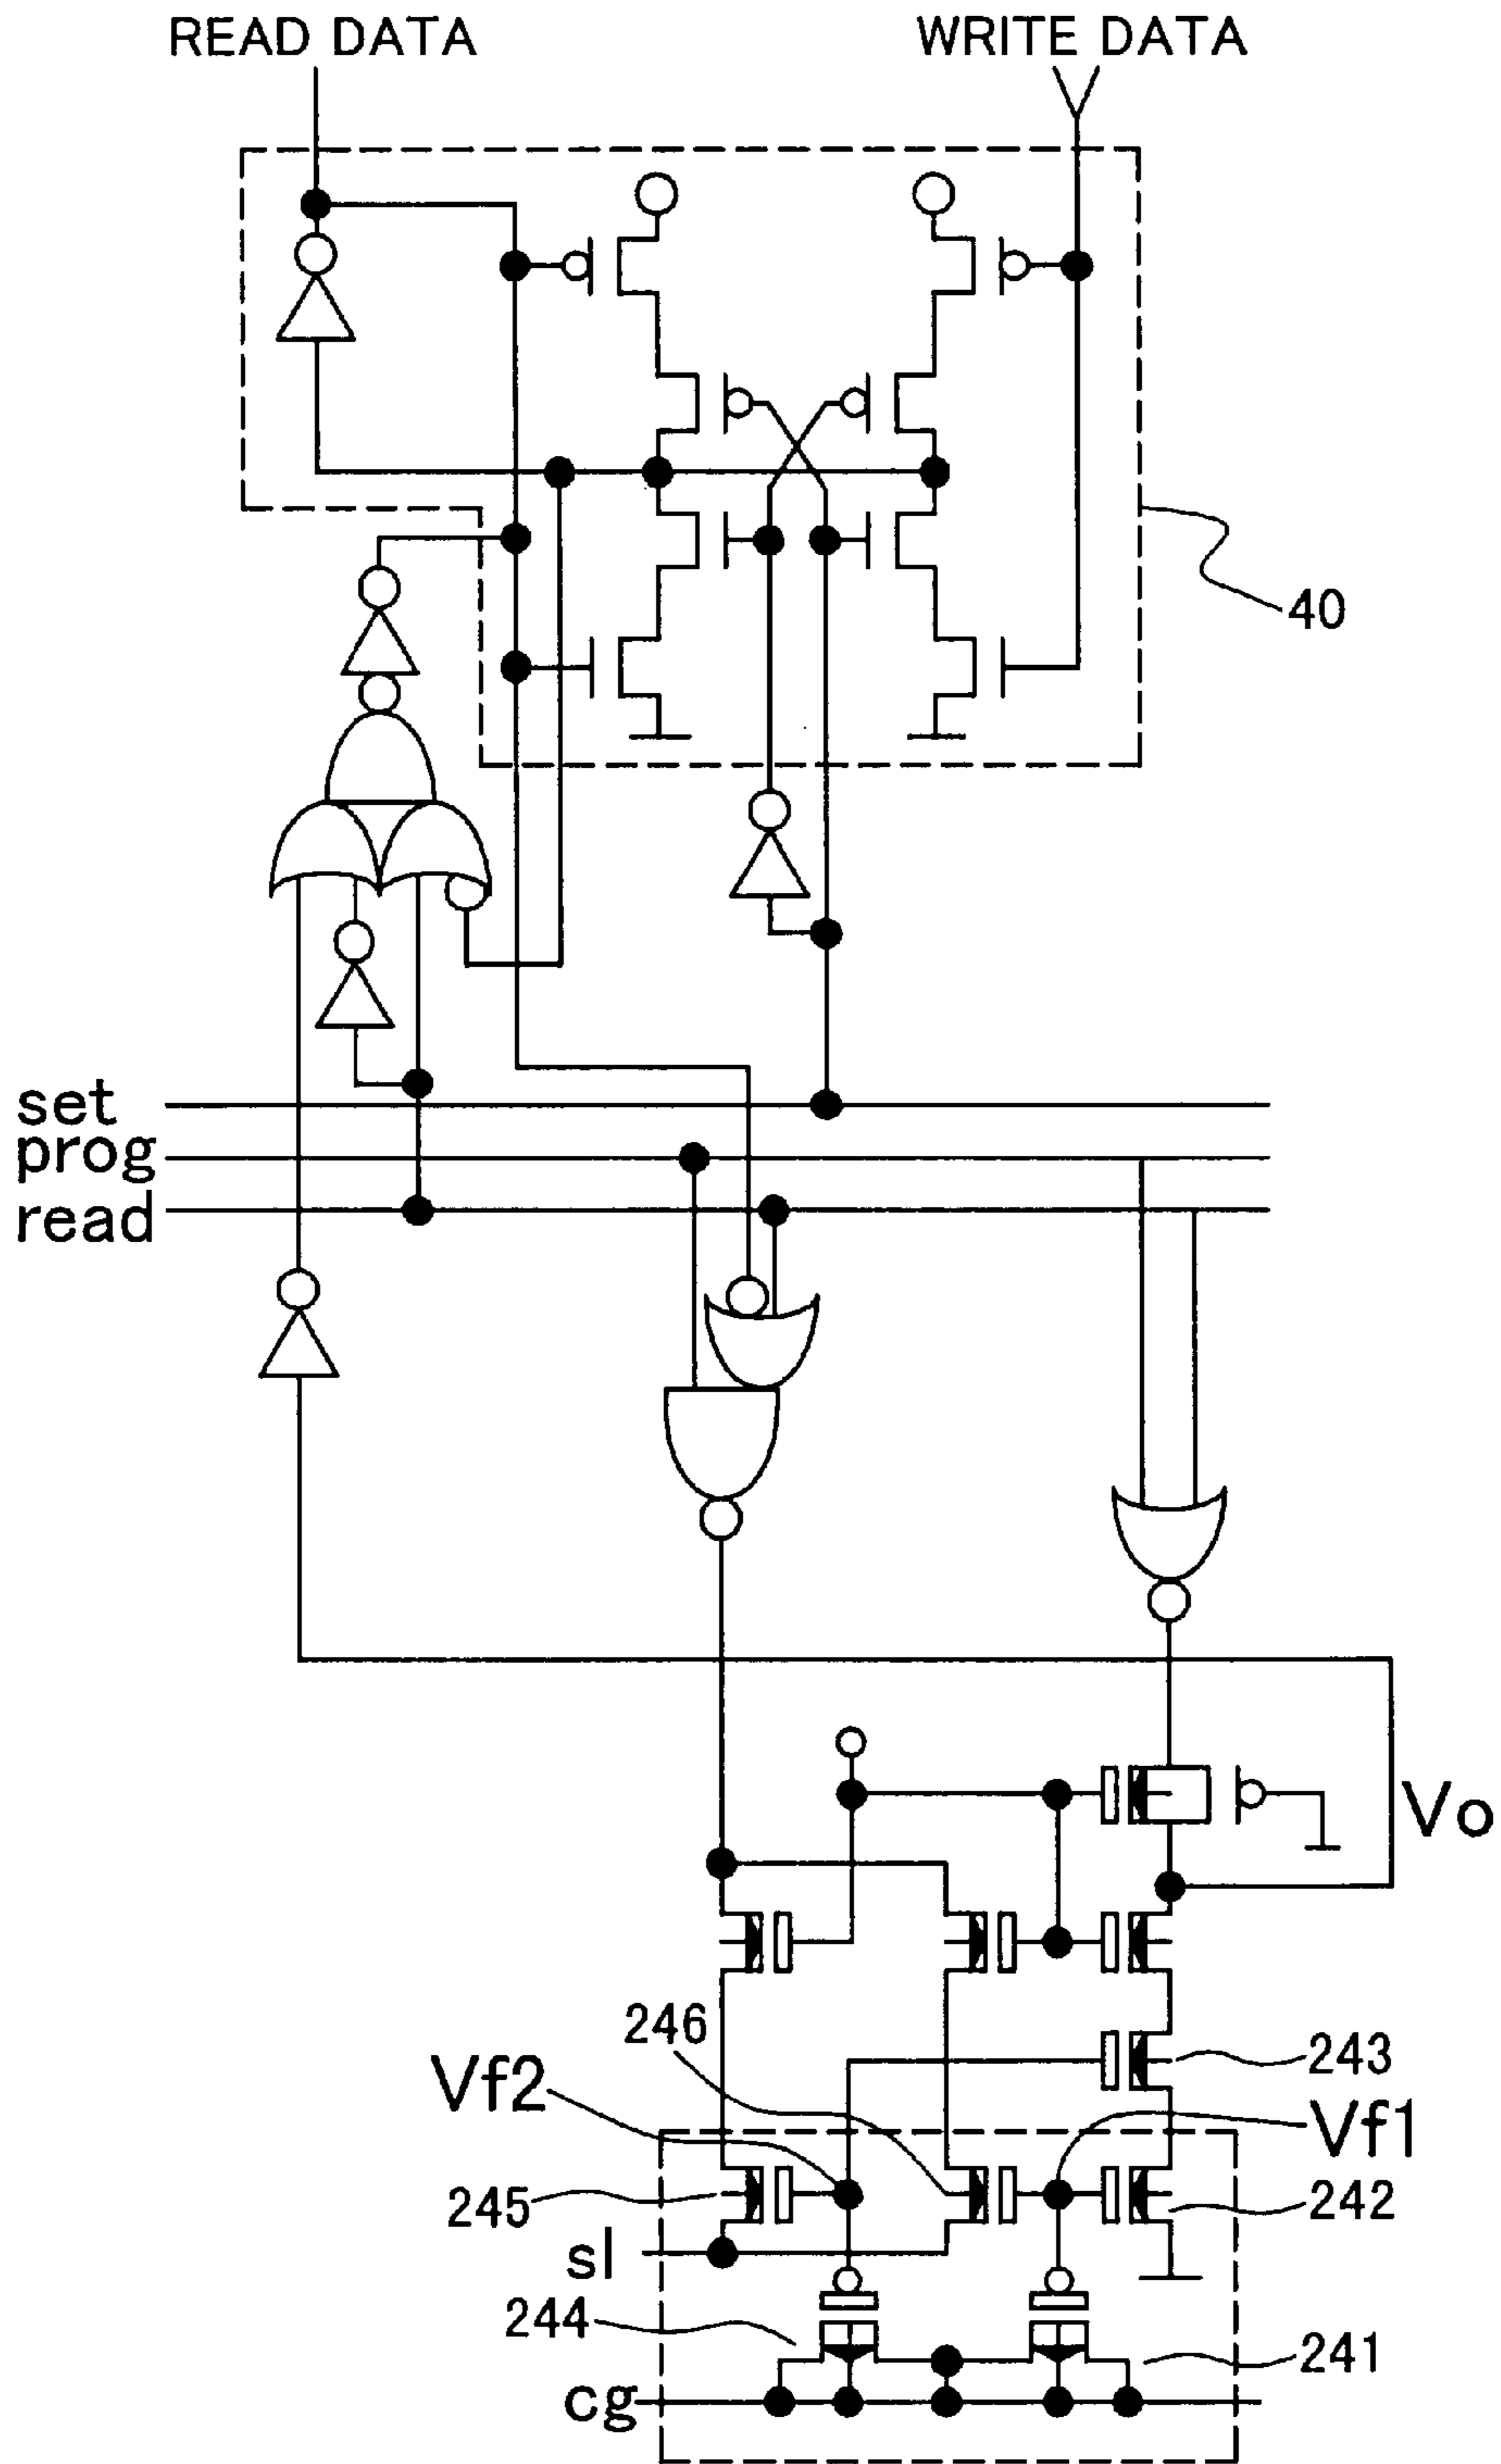 READ DATA
WRITE DATA
40
set
prog
read
Vo
246
243
Vf2
Vf1
245
242
sl
244
241
cg